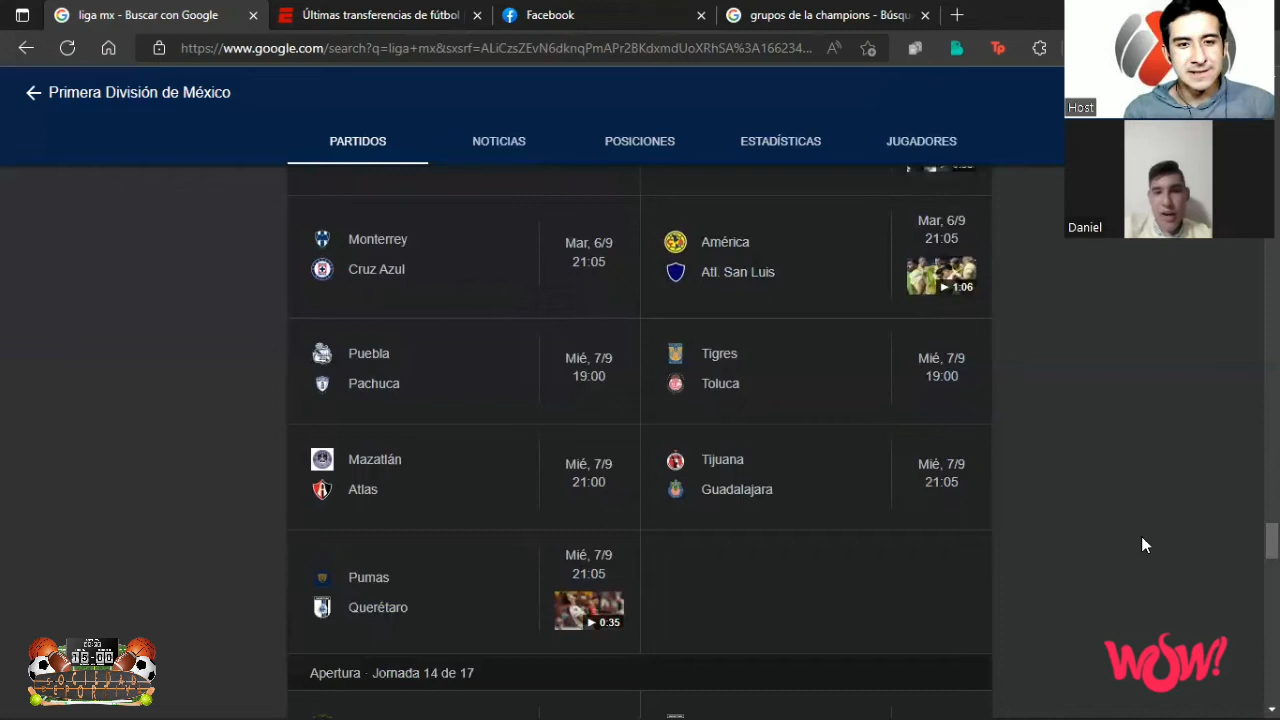 liga mx - Buscar con Google
Últimas transferencias de fútbol
Facebook
grupos de la champions - Búsqu
https://www.google.com/search?q=liga+mx&sxsrf=ALiCzsZEvN6dknqPmAPr2BKdxmdUoXRhSA%3A166234...
Primera División de México
PARTIDOS
NOTICIAS
POSICIONES
ESTADÍSTICAS
JUGADORES
Host
Daniel
Monterrey
Cruz Azul
Mar, 6/9
21:05
América
Atl. San Luis
Mar, 6/9
21:05
1:06
Puebla
Pachuca
Mié, 7/9
19:00
Tigres
Toluca
Mié, 7/9
19:00
Mazatlán
Atlas
Mié, 7/9
21:00
Tijuana
Guadalajara
Mié, 7/9
21:05
Pumas
Querétaro
Mié, 7/9
21:05
0:35
Apertura · Jornada 14 de 17
15-00
SOCIEDAD
SEPORT
WOW!